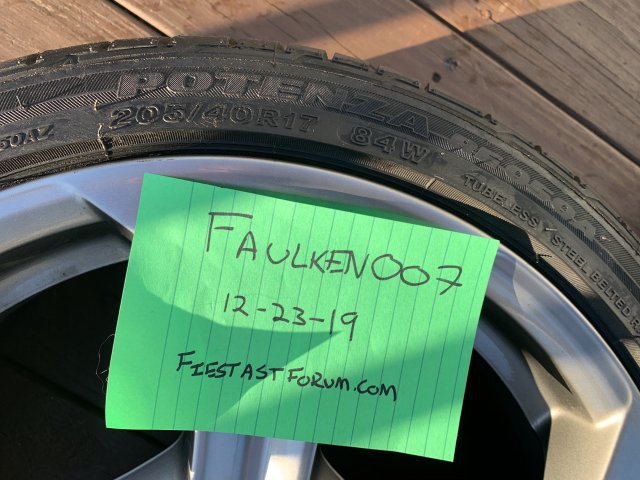 POTENZA
205/40R17 84W
TUBELESS STEEL BELTED
FAULKEN007
12-23-19
FIESTASTFORUM.COM